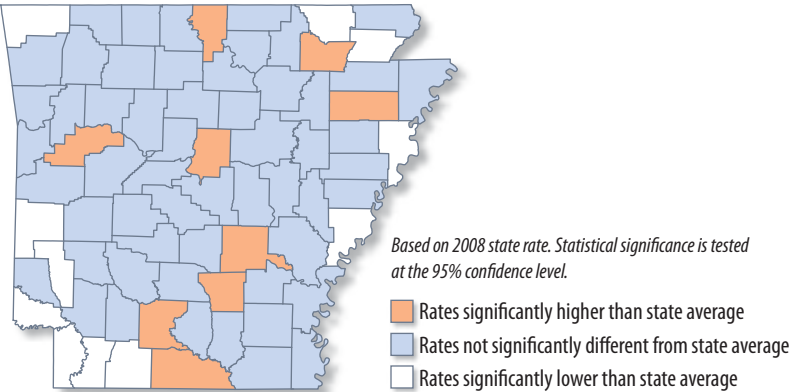 Based on 2008 state rate. Statistical significance is tested
at the 95% confidence level.
Rates significantly higher than state average
Rates not significantly different from state average
Rates significantly lower than state average